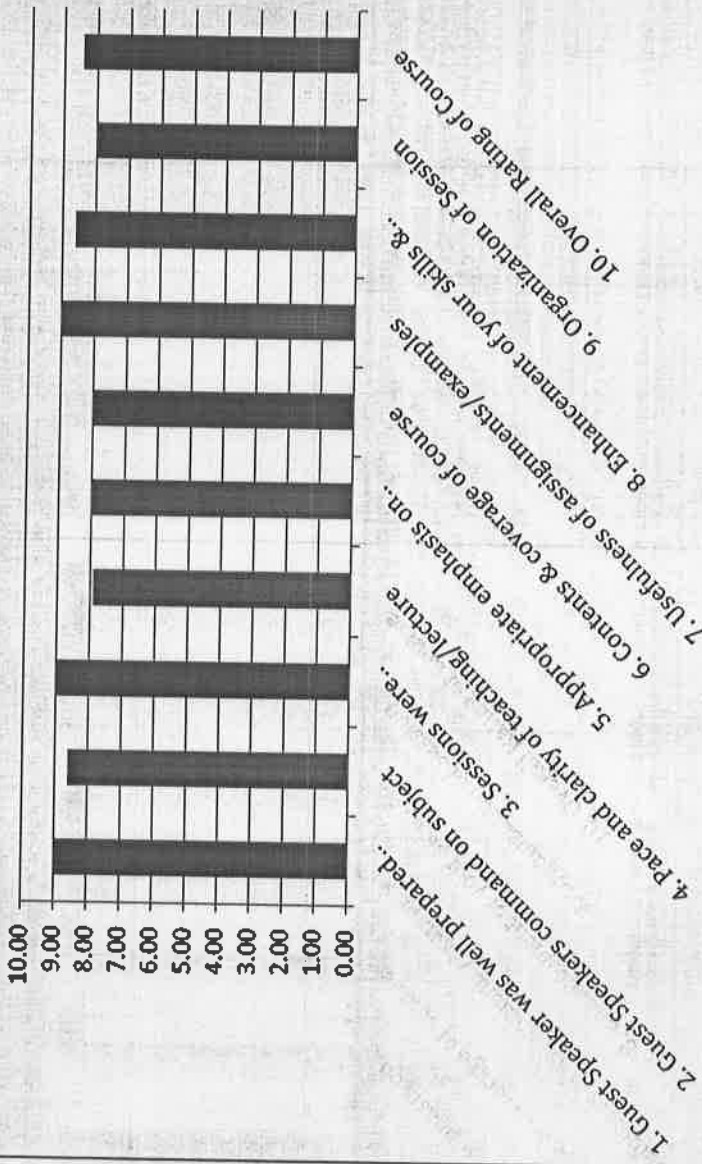 10.00
9.00
8.00
7.00
6.00
5.00
4.00
3.00
2.00
1.00
0.00
1. Guest Speaker was well prepared..
2. Guest Speakers command on subject
3. Sessions were..
4. Pace and clarity of teaching/lecture
5. Appropriate emphasis on..
6. Contents & coverage of course
7. Usefulness of assignments/examples
8. Enhancement of your skills &..
9. Organization of Session
10. Overall Rating of Course